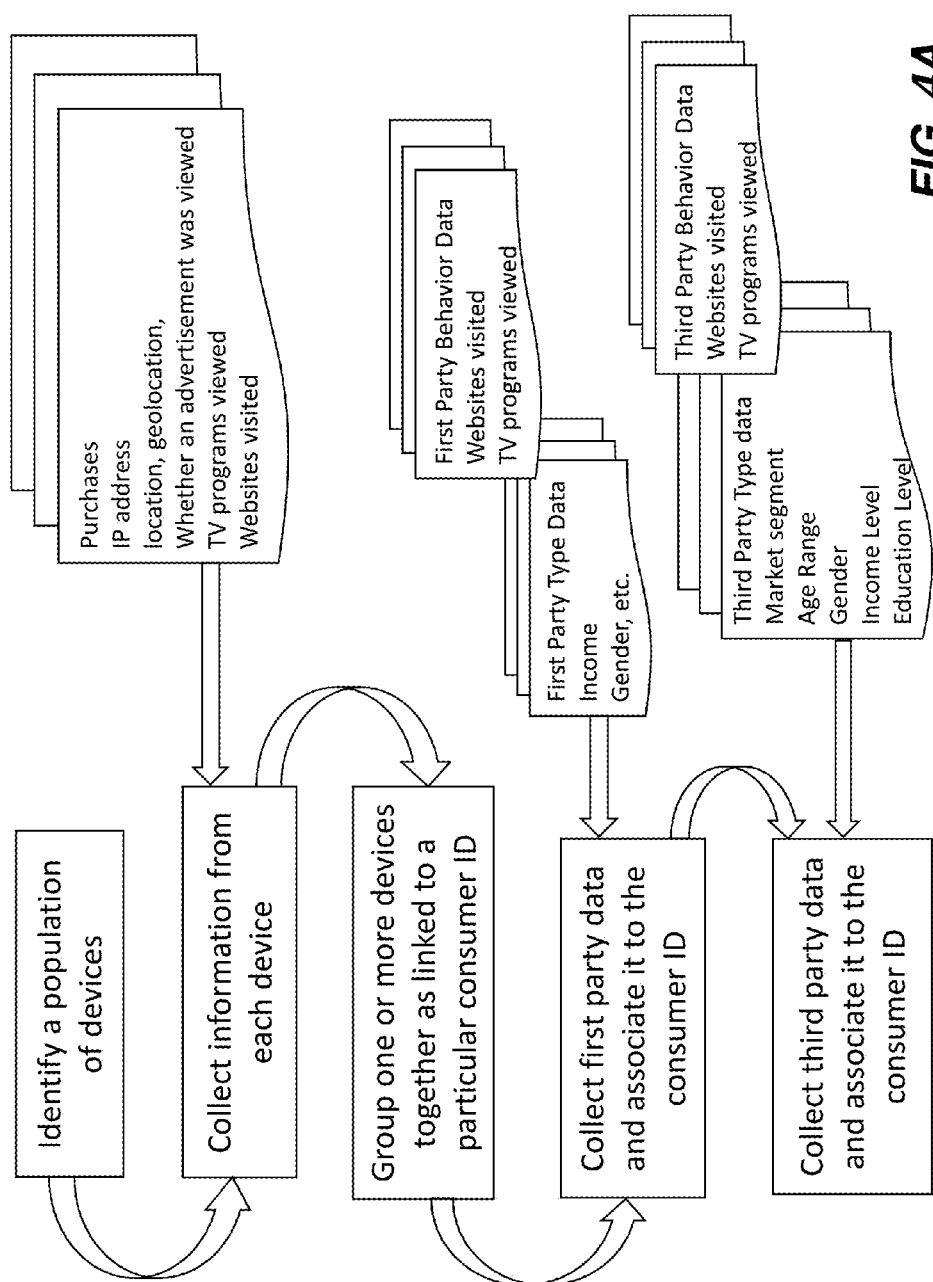 Identify a population
of devices
Purchases
IP address
location, geolocation,
Whether an advertisement was viewed
TV programs viewed
Websites visited
Collect information from
each device
Group one or more devices
together as linked to a
particular consumer ID
First Party Behavior Data
Websites visited
TV programs viewed
First Party Type Data
Income
Gender, etc.
Collect first party data
and associate it to the
consumer ID
Third Party Behavior Data
Websites visited
TV programs viewed
Third Party Type data
Market segment
Age Range
Gender
Income Level
Education Level
Collect third party data
and associate it to the
consumer ID
FIG. 4A